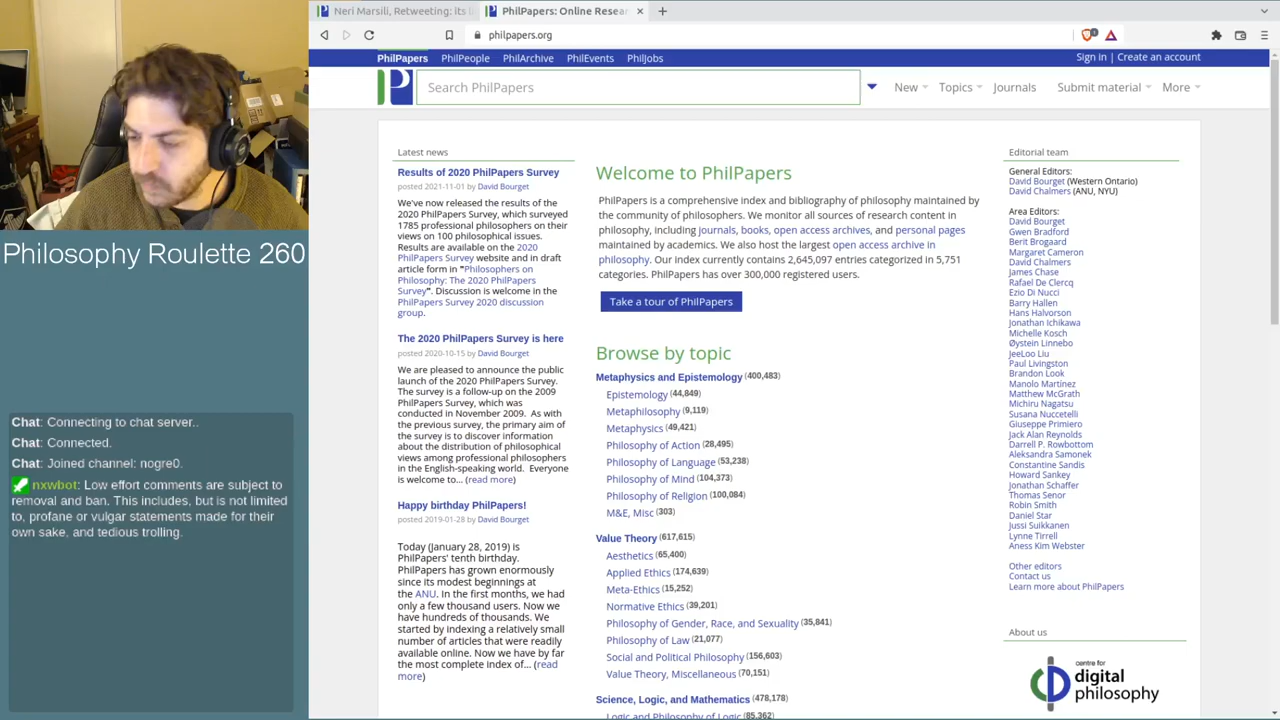 Neri Marsili, Retweeting: its li
PhilPapers: Online Resear
philpapers.org
PhilPapers PhilPeople PhilArchive PhilEvents PhilJobs
Sign in | Create an account
Search PhilPapers
New Topics Journals Submit material More
Philosophy Roulette 260
Chat: Connecting to chat server..
Chat: Connected.
Chat: Joined channel: nogre0.
nxwbot: Low effort comments are subject to
removal and ban. This includes, but is not limited
to, profane or vulgar statements made for their
own sake, and tedious trolling.
Latest news
Results of 2020 PhilPapers Survey
posted 2021-11-01 by David Bourget
We've now released the results of the
2020 PhilPapers Survey, which surveyed
1785 professional philosophers on their
views on 100 philosophical issues.
Results are available on the 2020
PhilPapers Survey website and in draft
article form in "Philosophers on
Philosophy: The 2020 PhilPapers
Survey". Discussion is welcome in the
PhilPapers Survey 2020 discussion
group.
The 2020 PhilPapers Survey is here
posted 2020-10-15 by David Bourget
We are pleased to announce the public
launch of the 2020 PhilPapers Survey.
The survey is a follow-up on the 2009
PhilPapers Survey, which was
conducted in November 2009. As with
the previous survey, the primary aim of
the survey is to discover information
about the distribution of philosophical
views among professional philosophers
in the English-speaking world. Everyone
is welcome to... (read more)
Happy birthday PhilPapers!
posted 2019-01-28 by David Bourget
Today (January 28, 2019) is
PhilPapers' tenth birthday.
PhilPapers has grown enormously
since its modest beginnings at
the ANU. In the first months, we had
only a few thousand users. Now we
have hundreds of thousands. We
started by indexing a relatively small
number of articles that were readily
available online. Now we have by far
the most complete index of... (read
more)
Welcome to PhilPapers
PhilPapers is a comprehensive index and bibliography of philosophy maintained by
the community of philosophers. We monitor all sources of research content in
philosophy, including journals, books, open access archives, and personal pages
maintained by academics. We also host the largest open access archive in
philosophy. Our index currently contains 2,645,097 entries categorized in 5,751
categories. PhilPapers has over 300,000 registered users.
Take a tour of PhilPapers
Browse by topic
Metaphysics and Epistemology (400,483)
Epistemology (44,849)
Metaphilosophy (9,119)
Metaphysics (49,421)
Philosophy of Action (28,495)
Philosophy of Language (53,238)
Philosophy of Mind (104,373)
Philosophy of Religion (100,084)
M&E, Misc (303)
Value Theory (617,615)
Aesthetics (65,400)
Applied Ethics (174,639)
Meta-Ethics (15,252)
Normative Ethics (39,201)
Philosophy of Gender, Race, and Sexuality (35,841)
Philosophy of Law (21,077)
Social and Political Philosophy (156,603)
Value Theory, Miscellaneous (70,151)
Science, Logic, and Mathematics (478,178)
Logic and Philosophy of Logic (85,362)
Editorial team
General Editors:
David Bourget (Western Ontario)
David Chalmers (ANU, NYU)
Area Editors:
David Bourget
Gwen Bradford
Berit Brogaard
Margaret Cameron
David Chalmers
James Chase
Rafael De Clercq
Ezio Di Nucci
Barry Hallen
Hans Halvorson
Jonathan Ichikawa
Michelle Kosch
Øystein Linnebo
JeeLoo Liu
Paul Livingston
Brandon Look
Manolo Martínez
Matthew McGrath
Michiru Nagatsu
Susana Nuccetelli
Giuseppe Primiero
Jack Alan Reynolds
Darrell P. Rowbottom
Aleksandra Samonek
Constantine Sandis
Howard Sankey
Jonathan Schaffer
Thomas Senor
Robin Smith
Daniel Star
Jussi Suikkanen
Lynne Tirrell
Aness Kim Webster
Other editors
Contact us
Learn more about PhilPapers
About us
centre for
digital
philosophy